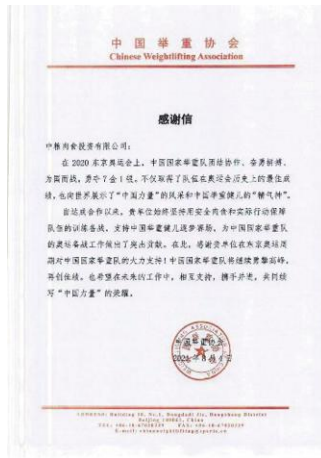 中国举重协会
Chinese Weightlifting Association
感谢信
中粮肉食投资有限公司：
在 2020 东京奥运会上，中国国家举重队团结协作、奋勇拼搏、
为国而战，勇夺 7 金 1 银，不仅取得了队伍在奥运会历史上的最佳成
绩，也向世界展示了“中国力量”的风采和中国举重健儿的“精气神”。
自达成合作以来，贵单位始终坚持用安全肉食和实际行动保障
队伍的训练备战，支持中国举重健儿逐梦赛场，为中国国家举重队
的奥运备战工作做出了突出贡献。在此，感谢贵单位在东京奥运周
期对中国国家举重队的大力支持！中国国家举重队将继续勇攀高峰，
再创佳绩，也希望在未来的工作中，相互支持，携手并进，共同续
写“中国力量”的荣耀。
中国举重协会